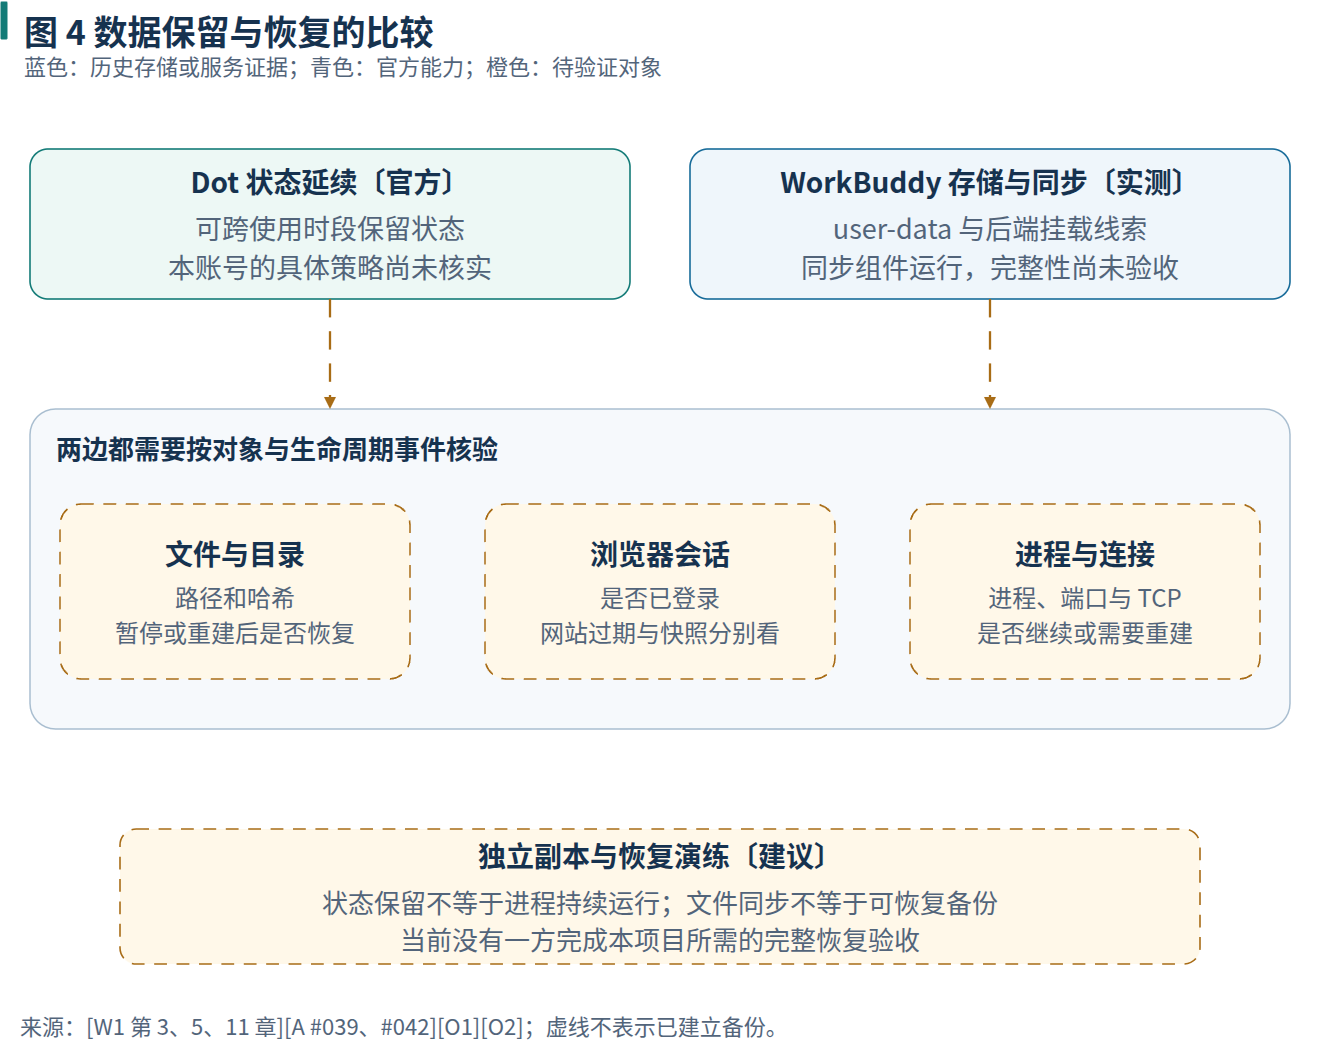 图 4 数据保留与恢复的比较
蓝色：历史存储或服务证据；青色：官方能力；橙色：待验证对象
Dot 状态延续〔官方〕
可跨使用时段保留状态
本账号的具体策略尚未核实
WorkBuddy 存储与同步〔实测〕
user-data 与后端挂载线索
同步组件运行，完整性尚未验收
两边都需要按对象与生命周期事件核验
文件与目录
路径和哈希
暂停或重建后是否恢复
浏览器会话
是否已登录
网站过期与快照分别看
进程与连接
进程、端口与 TCP
是否继续或需要重建
独立副本与恢复演练〔建议〕
状态保留不等于进程持续运行；文件同步不等于可恢复备份
当前没有一方完成本项目所需的完整恢复验收
来源：[W1 第 3、5、11 章][A #039、#042][O1][O2]；虚线不表示已建立备份。